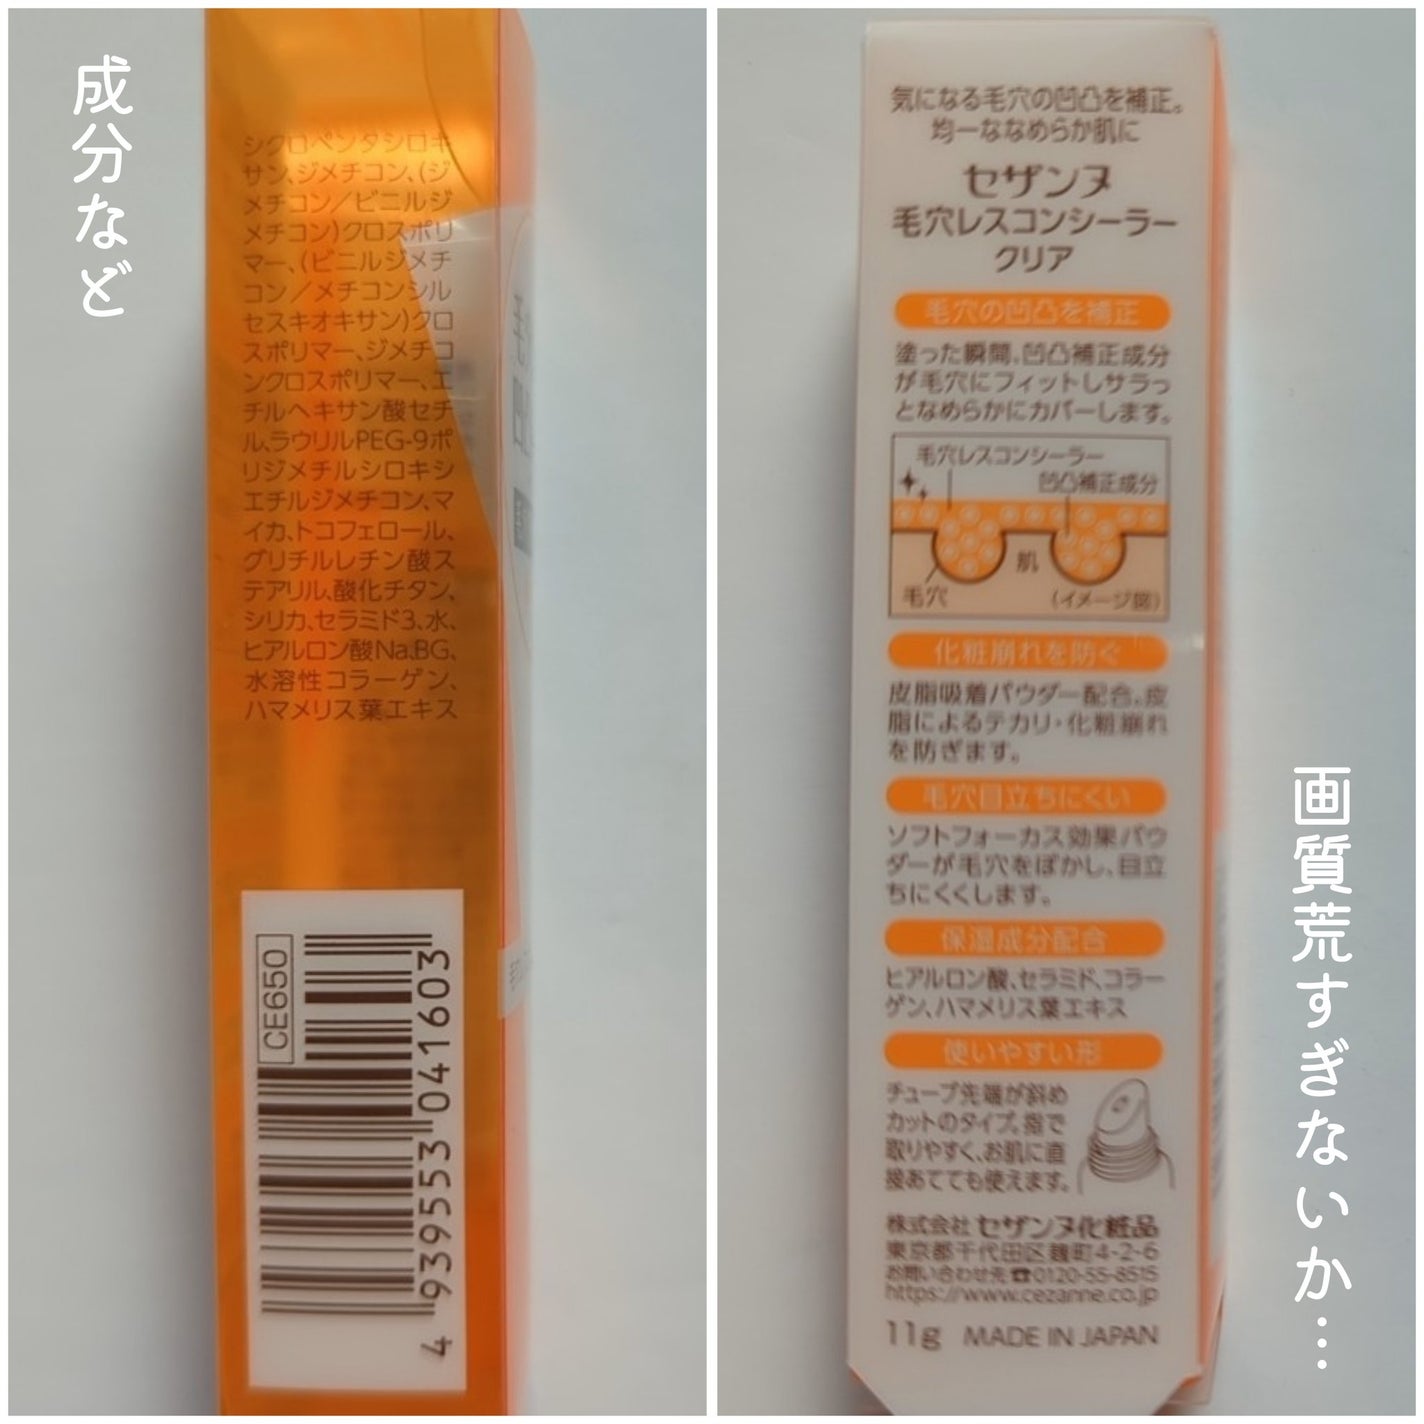 成分など
シクロペンタシロキ
サン、ジメチコン、(ジ
メチコン/ビニルジ
メチコン)クロスポリ
マー、(ビニルジメチ
コン/メチコンシル
セスキオキサン)クロ
スポリマー、ジメチコ
ンクロスポリマー、エ
チルヘキサン酸セチ
ル、ラウリルPEG-9ポ
リジメチルシロキシ
エチルジメチコン、マ
イカ、トコフェロール、
グリチルレチン酸ス
テアリル、酸化チタン、
シリカ、セラミド3、水、
ヒアルロン酸Na、BG、
水溶性コラーゲン、
ハマメリス葉エキス
CE650
4 939553 041603
気になる毛穴の凹凸を補正。
均一ななめらか肌に
セザンヌ
毛穴レスコンシーラー
クリア
毛穴の凹凸を補正
塗った瞬間、凹凸補正成分
が毛穴にフィットしサラっ
となめらかにカバーします。
毛穴レスコンシーラー
凹凸補正成分
肌
毛穴
(イメージ図)
化粧崩れを防ぐ
皮脂吸着パウダー配合。皮
脂によるテカリ・化粧崩れ
を防ぎます。
毛穴目立ちにくい
ソフトフォーカス効果パウ
ダーが毛穴をぼかし、目立
ちにくくします。
保湿成分配合
ヒアルロン酸、セラミド、コラー
ゲン、ハマメリス葉エキス
使いやすい形
チューブ先端が斜め
カットのタイプ。指で
取りやすく、お肌に直
接あてても使えます。
株式会社 セザンヌ化粧品
東京都千代田区麹町4-2-6
お問い合わせ先☎0120-55-8515
https://www.cezanne.co.jp
11g MADE IN JAPAN
画質荒すぎないか…